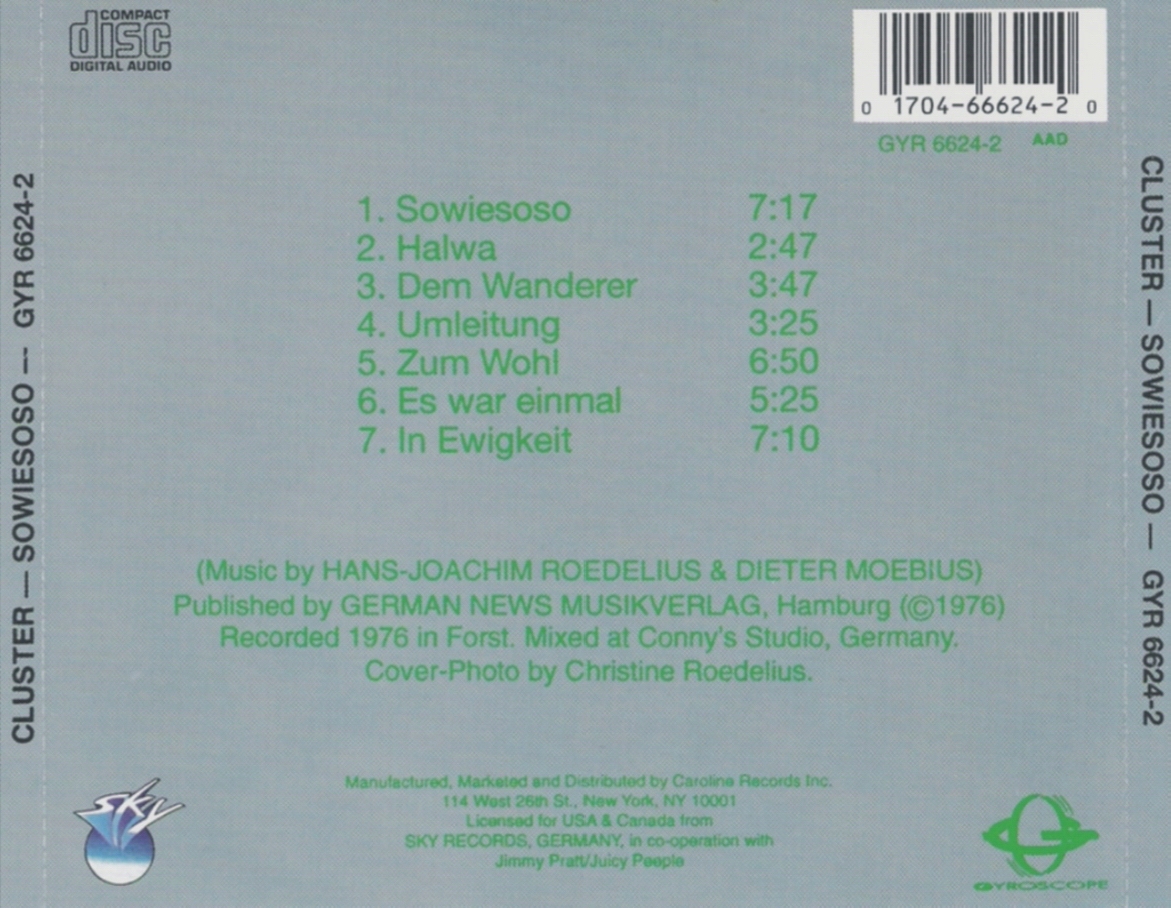 COMPACT
disc
DIGITAL AUDIO
0 1704-66624-2 0
GYR 6624-2 AAD
CLUSTER — SOWIESOSO — GYR 6624-2
1. Sowiesoso 7:17
2. Halwa 2:47
3. Dem Wanderer 3:47
4. Umleitung 3:25
5. Zum Wohl 6:50
6. Es war einmal 5:25
7. In Ewigkeit 7:10
CLUSTER — SOWIESOSO — GYR 6624-2
(Music by HANS-JOACHIM ROEDELIUS & DIETER MOEBIUS)
Published by GERMAN NEWS MUSIKVERLAG, Hamburg (©1976)
Recorded 1976 in Forst. Mixed at Conny's Studio, Germany.
Cover-Photo by Christine Roedelius.
Manufactured, Marketed and Distributed by Caroline Records Inc.
114 West 26th St., New York, NY 10001
Licensed for USA & Canada from
SKY RECORDS, GERMANY, in co-operation with
Jimmy Pratt/Juicy Peeple
SKY
GYROSCOPE